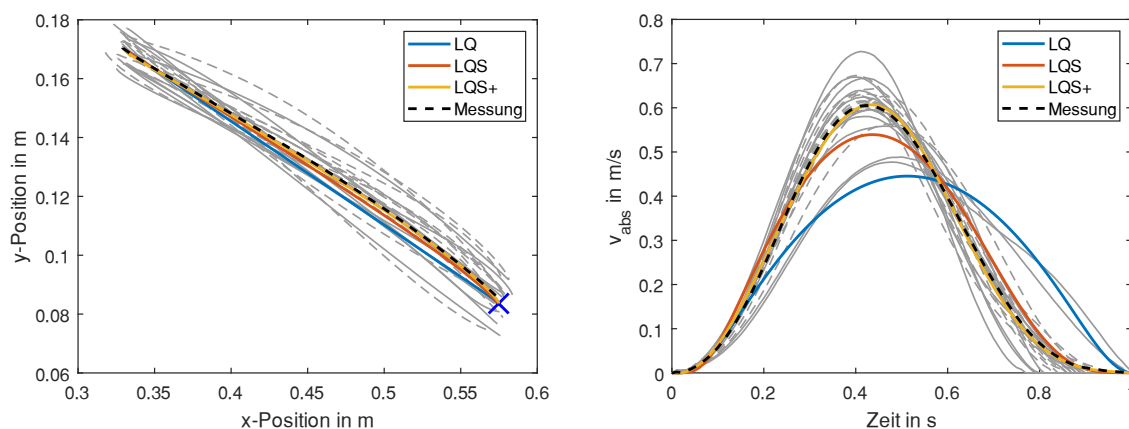 0.18
0.16
0.14
0.12
0.1
0.08
0.06
y-Position in m
0.3 0.35 0.4 0.45 0.5 0.55 0.6
x-Position in m
LQ
LQS
LQS+
Messung
0.8
0.7
0.6
0.5
0.4
0.3
0.2
0.1
0
v_abs in m/s
0 0.2 0.4 0.6 0.8
Zeit in s
LQ
LQS
LQS+
Messung